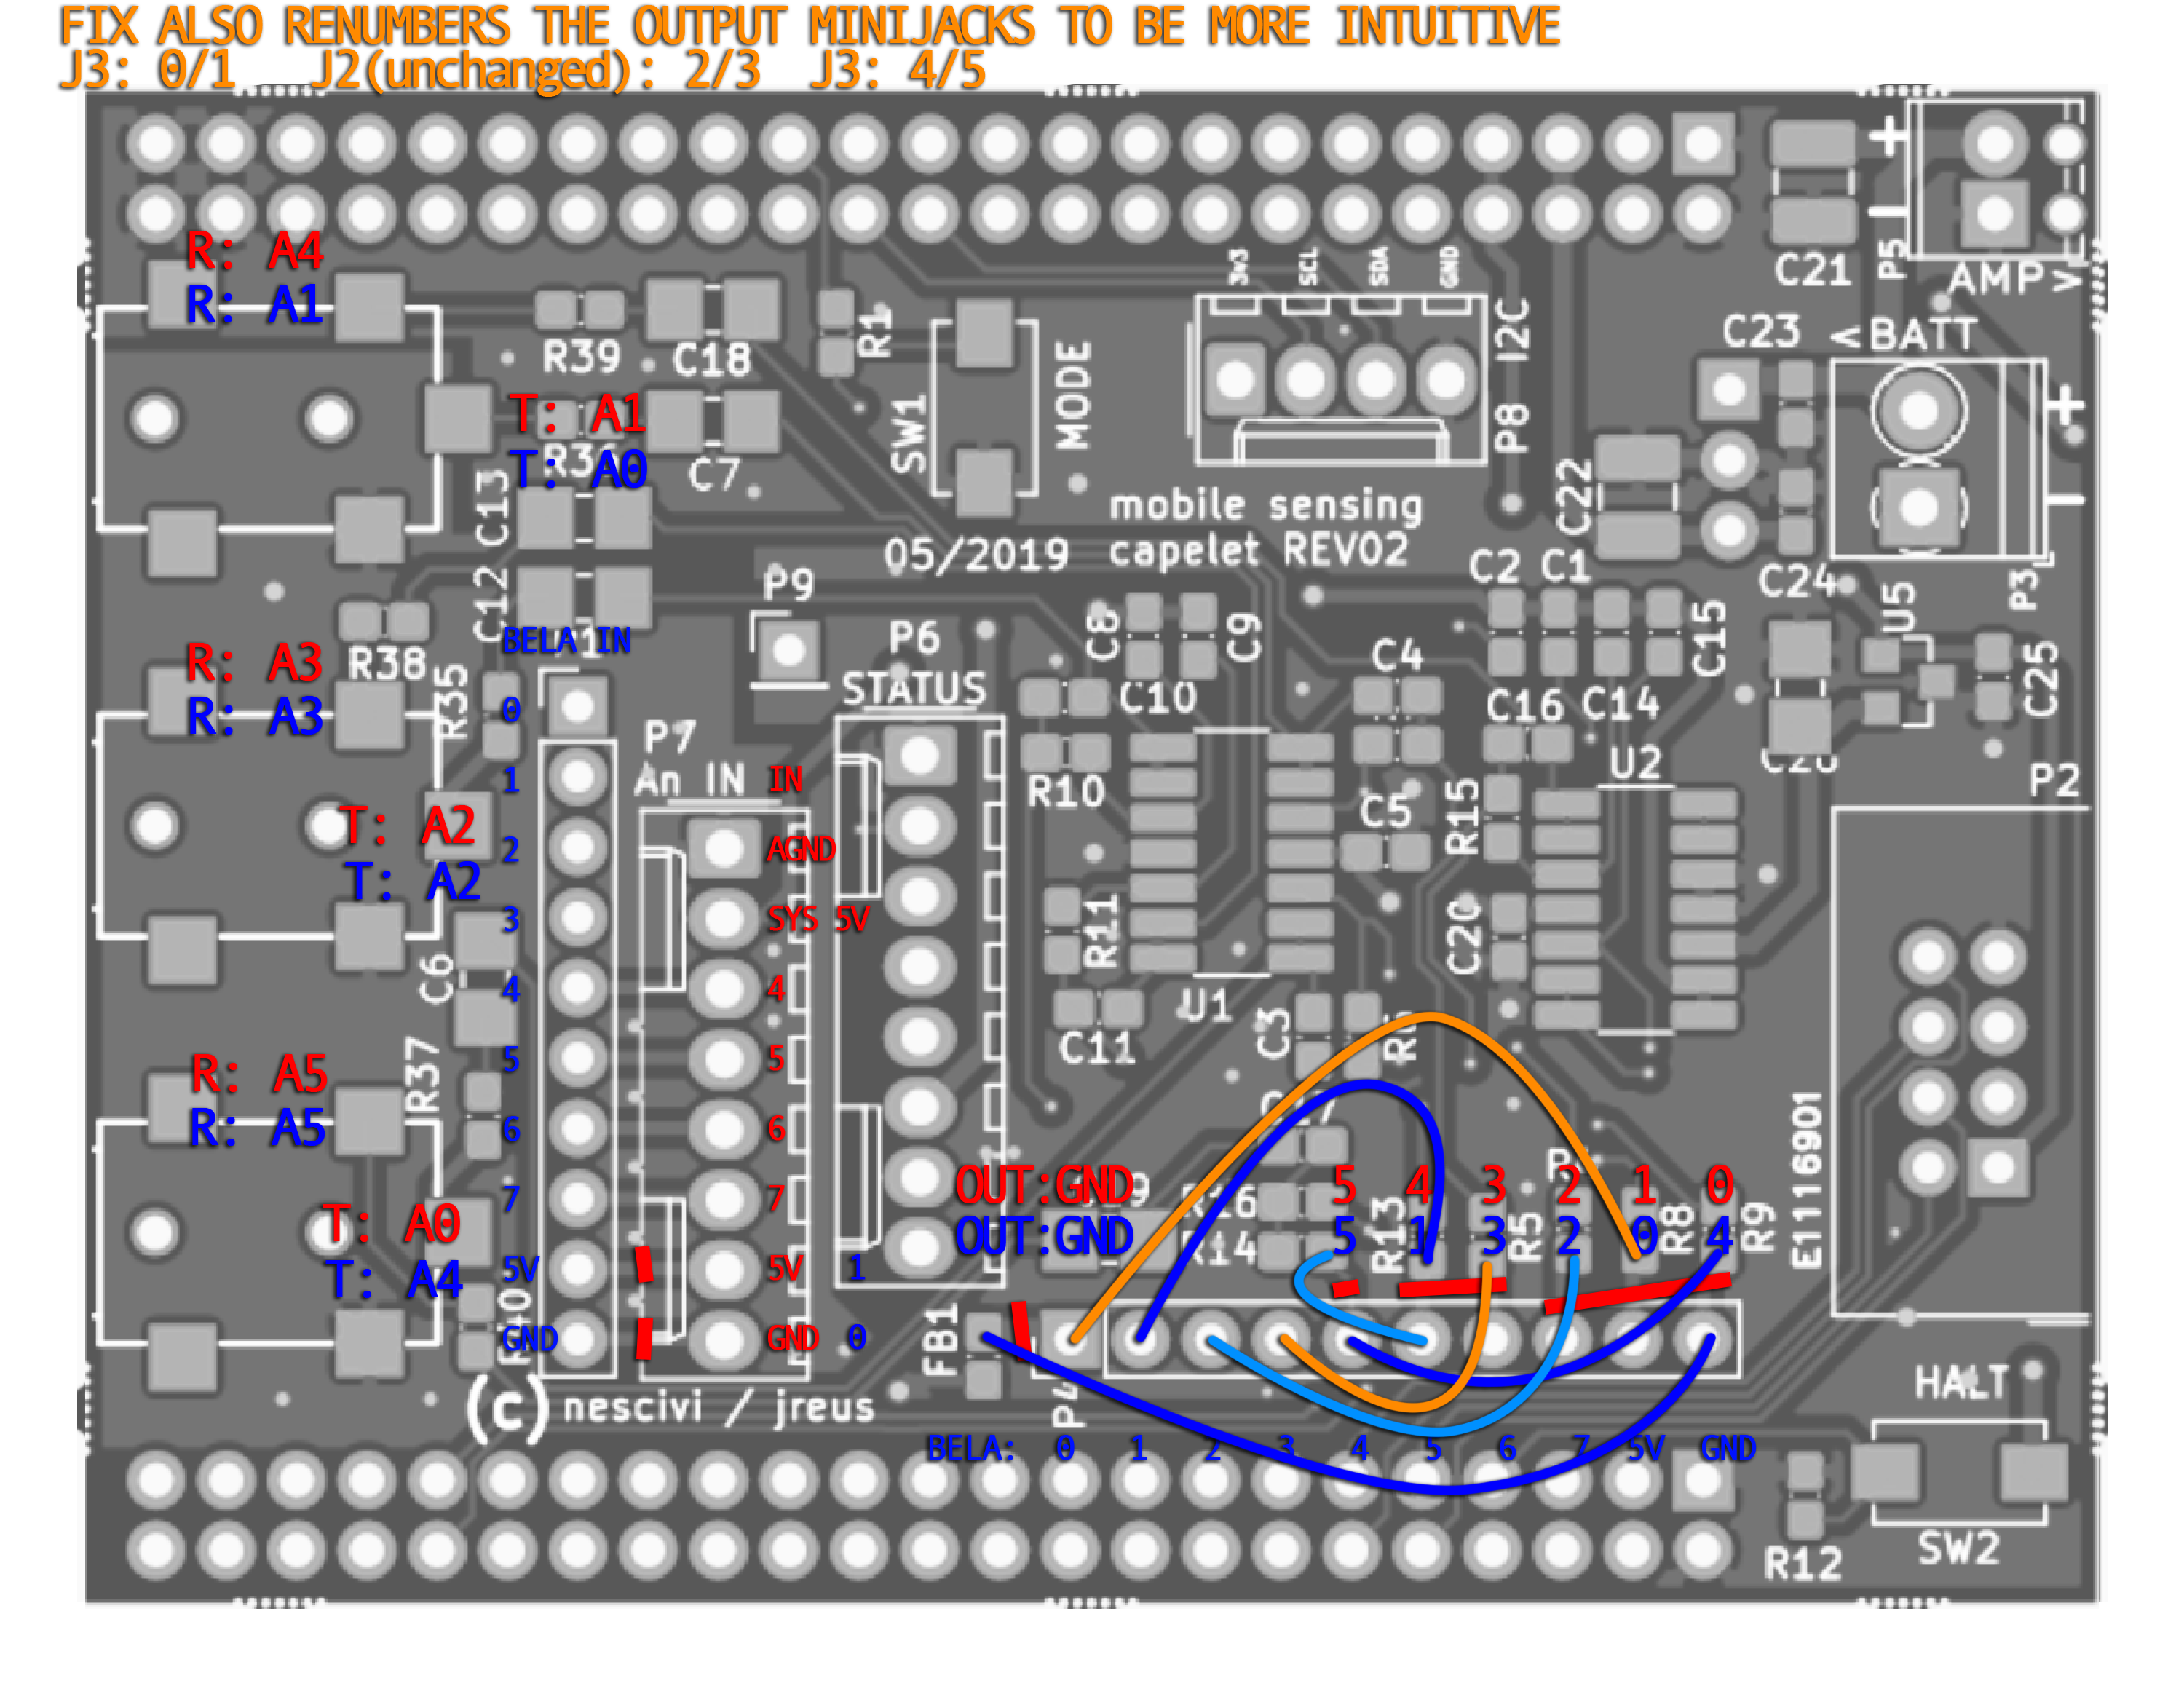 FIX ALSO RENUMBERS THE OUTPUT MINIJACKS TO BE MORE INTUITIVE
J3: 0/1 J2(unchanged): 2/3 J3: 4/5
R: A4
R: A1
R39
C18
R1
T: A1
T: A0
C7
C13
C12
SW1
MODE
3v3 SCL SDA GND
P8 I2C
+
-
P5
AMP
C21
C23
<BATT
+
-
P3
C22
mobile sensing
05/2019 capelet REV02
C2 C1
C24
U5
C25
C15
P9
P6
STATUS
BELA IN
C8
C9
C4
C10
C16 C14
U2
P2
R: A3
R: A3
R38
R35
T: A2
T: A2
P7
An IN
IN
AGND
SYS 5V
4
5
6
7
5V 1
GND 0
0
1
2
3
4
5
6
7
5V
GND
R10
C5
R15
R11
C20
U1
C11
C3
C6
R37
R: A5
R: A5
T: A0
T: A4
E1116901
OUT:GND 5 4 3 2 1 0
OUT:GND 5 1 3 2 0 4
R16
R14
R13
R5
R8
R9
FB1
P4
(c) nescivi / jreus
HALT
BELA: 0 1 2 3 4 5 6 7 5V GND
R12
SW2